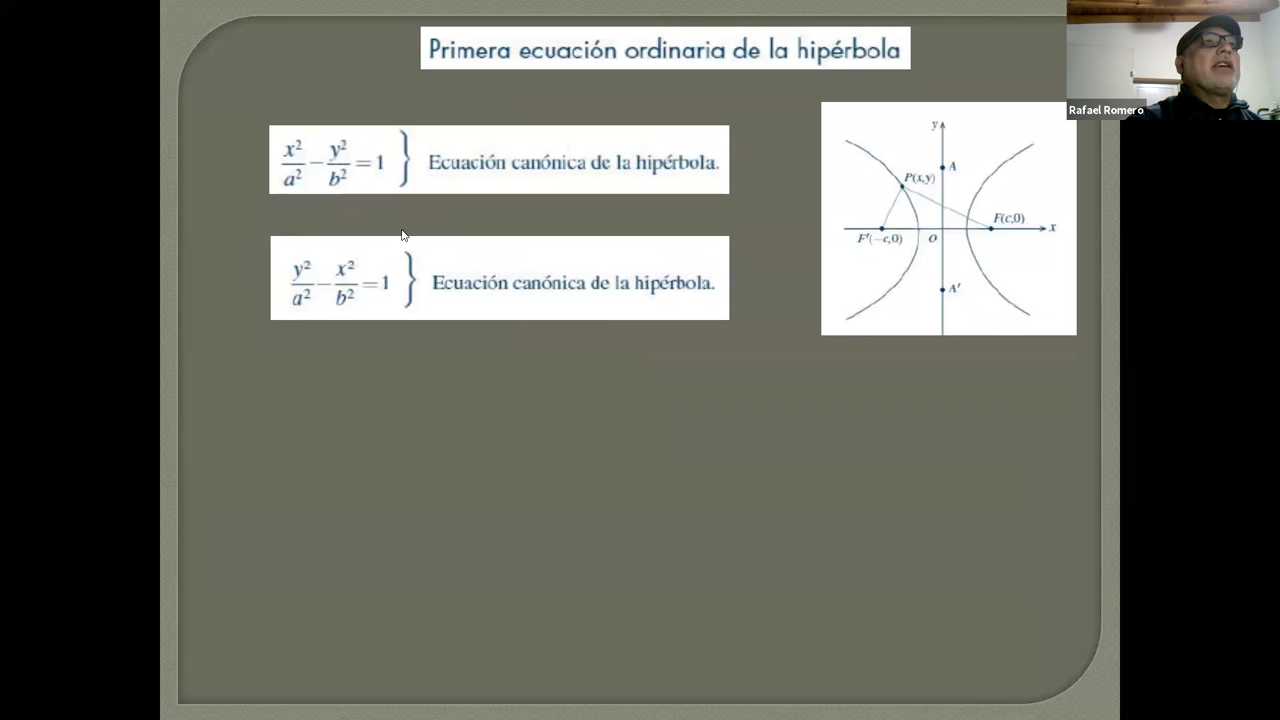 Primera ecuación ordinaria de la hipérbola
Rafael Romero
x²/a² − y²/b² = 1 } Ecuación canónica de la hipérbola.
y²/a² − x²/b² = 1 } Ecuación canónica de la hipérbola.
y
A
P(x,y)
F(c,0)
x
F'(−c,0)
O
A'